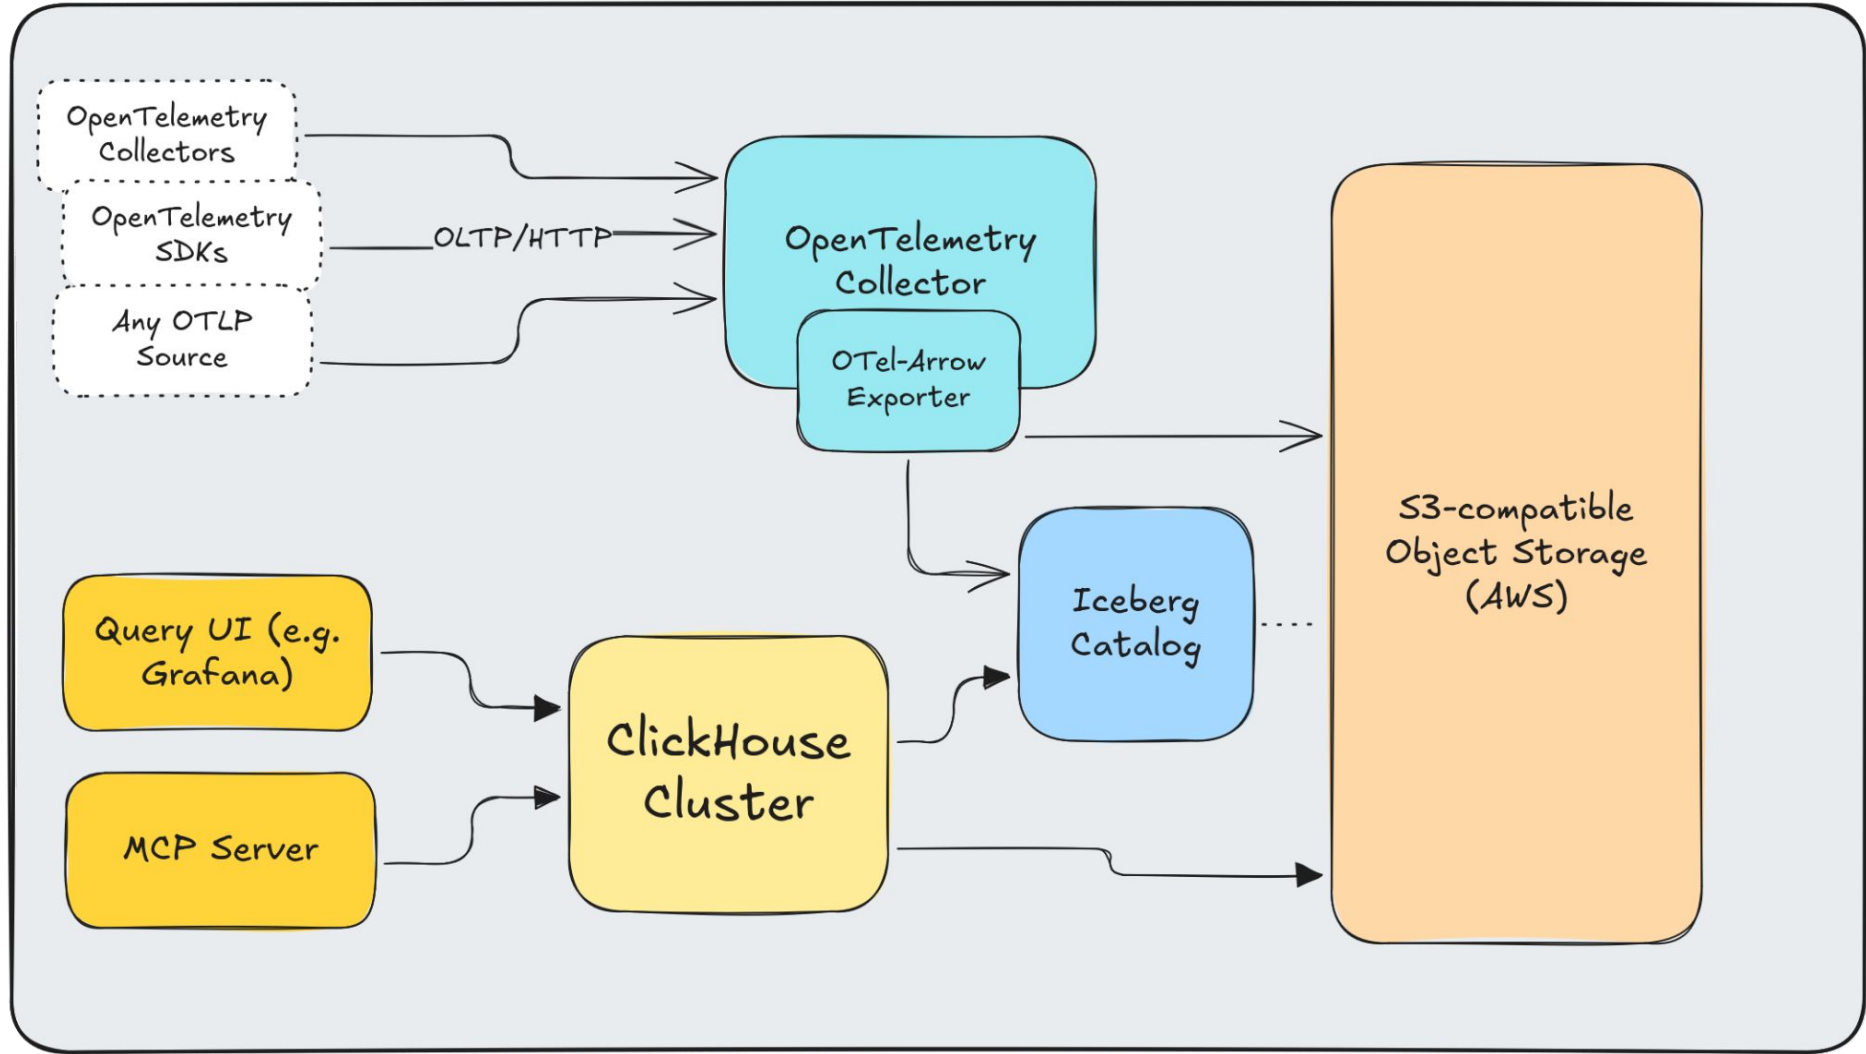 OpenTelemetry
Collectors
OpenTelemetry
SDKs
Any OTLP
Source
OLTP/HTTP
OpenTelemetry
Collector
OTel-Arrow
Exporter
S3-compatible
Object Storage
(AWS)
Iceberg
Catalog
Query UI (e.g.
Grafana)
ClickHouse
Cluster
MCP Server